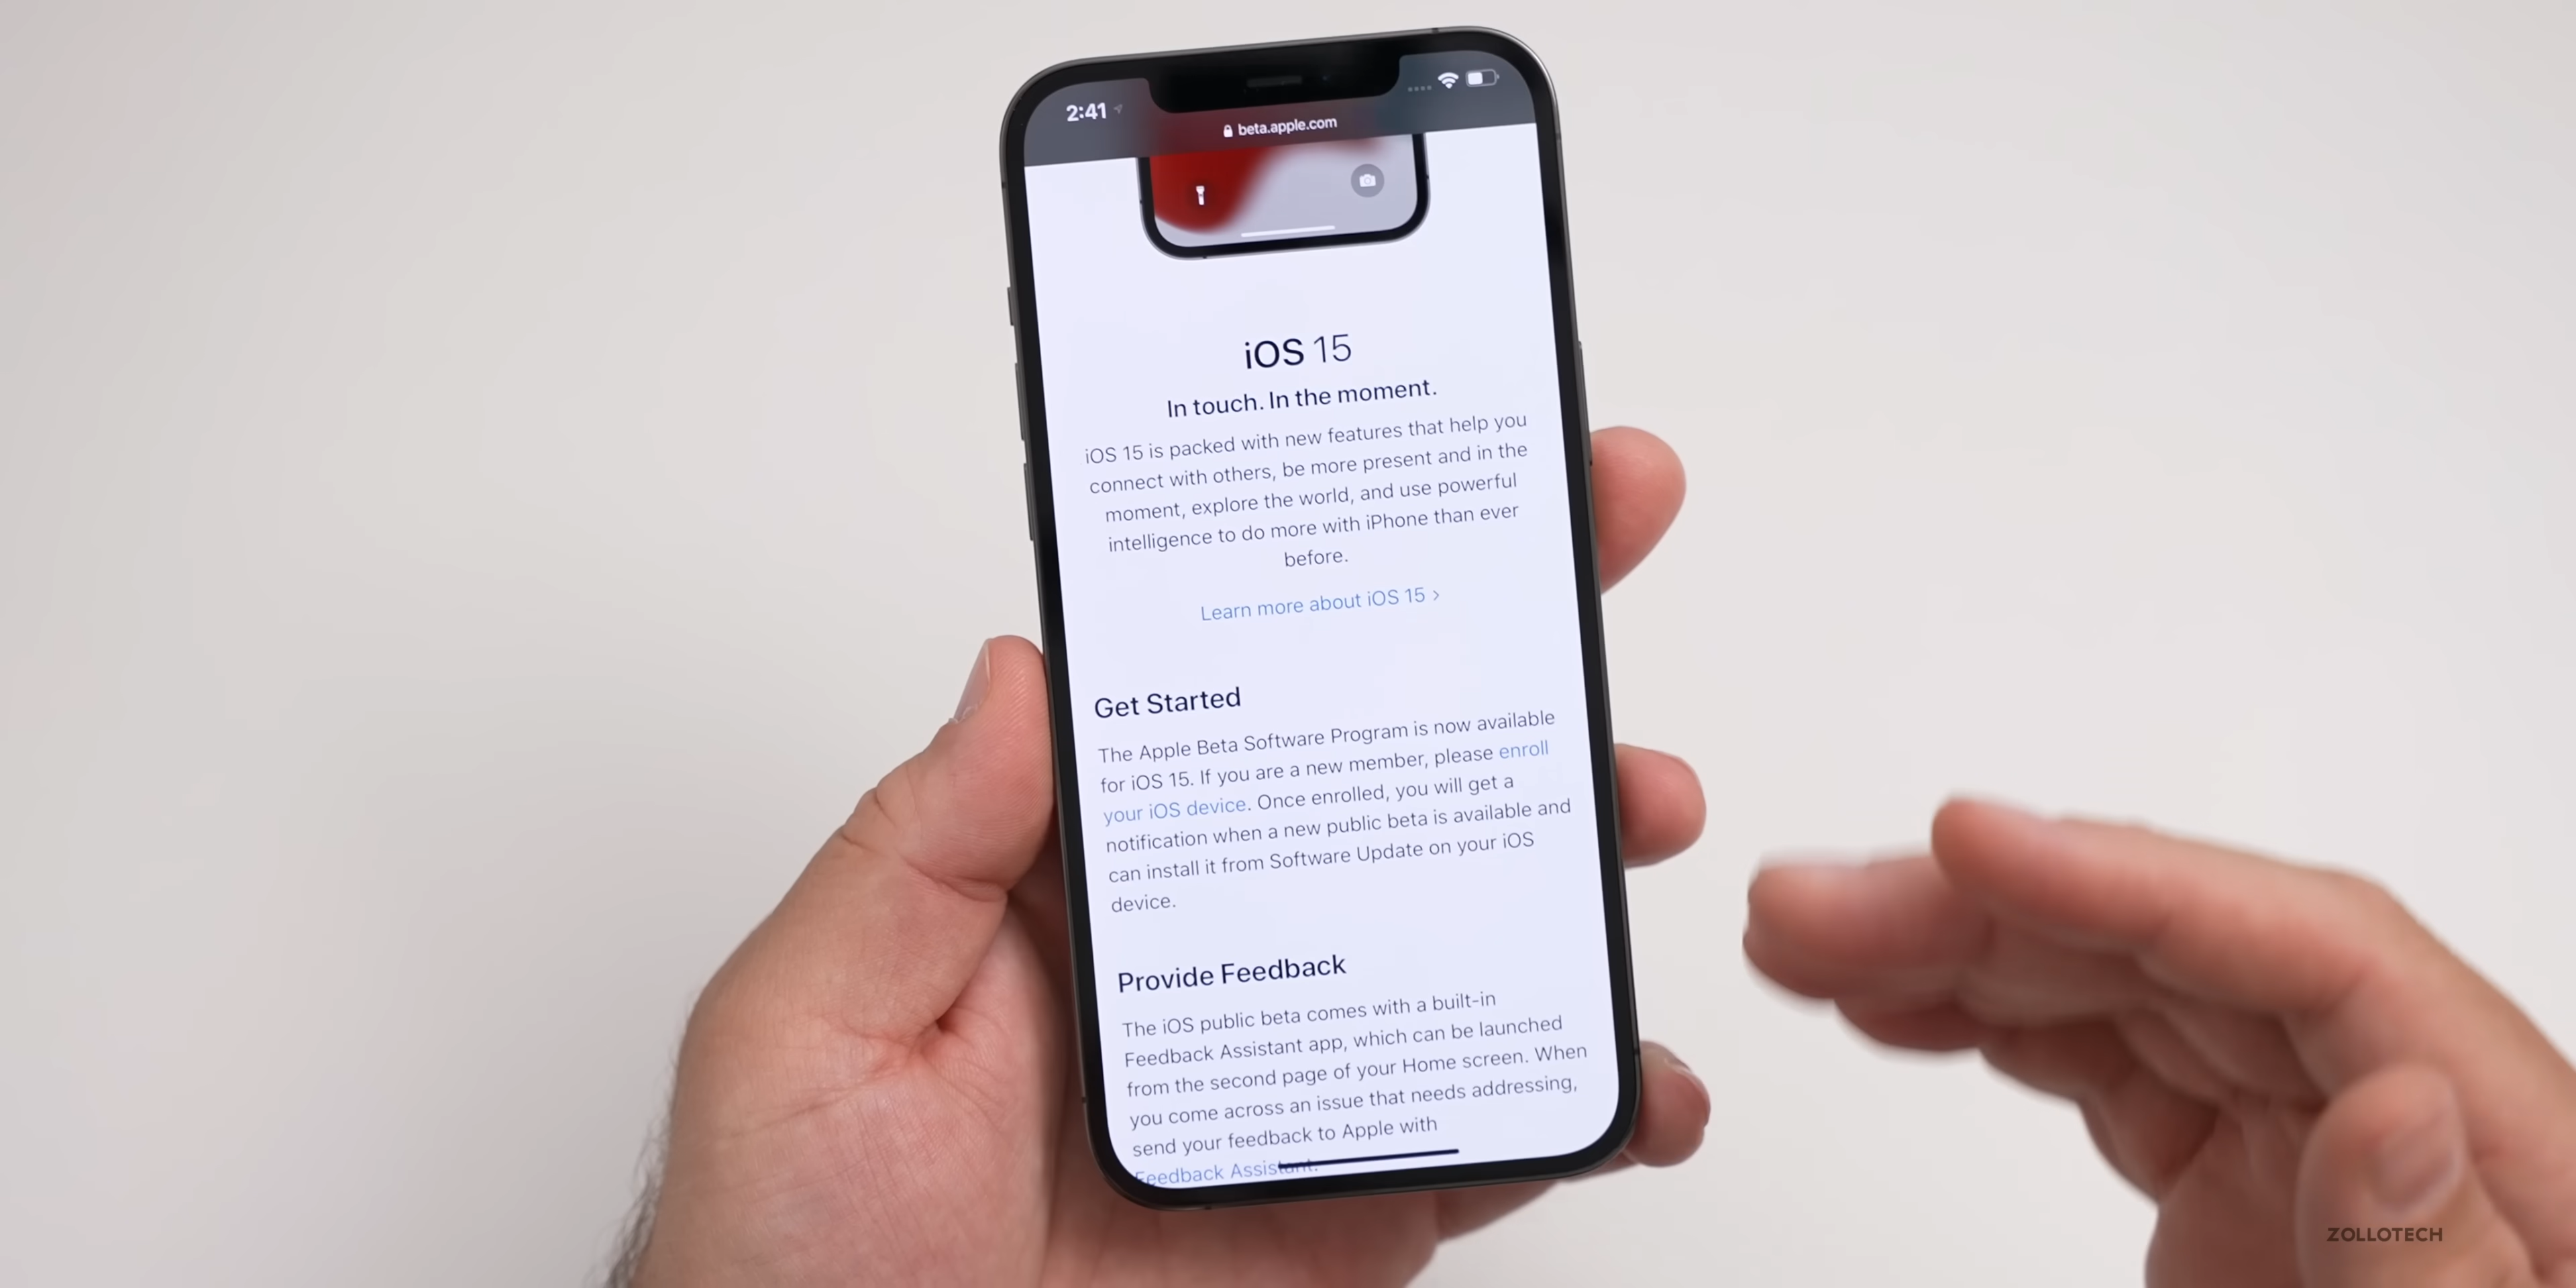 2:41
beta.apple.com
iOS 15
In touch. In the moment.
iOS 15 is packed with new features that help you
connect with others, be more present and in the
moment, explore the world, and use powerful
intelligence to do more with iPhone than ever
before.
Learn more about iOS 15 >
Get Started
The Apple Beta Software Program is now available
for iOS 15. If you are a new member, please enroll
your iOS device. Once enrolled, you will get a
notification when a new public beta is available and
can install it from Software Update on your iOS
device.
Provide Feedback
The iOS public beta comes with a built-in
Feedback Assistant app, which can be launched
from the second page of your Home screen. When
you come across an issue that needs addressing,
send your feedback to Apple with
Feedback Assistant.
ZOLLOTECH